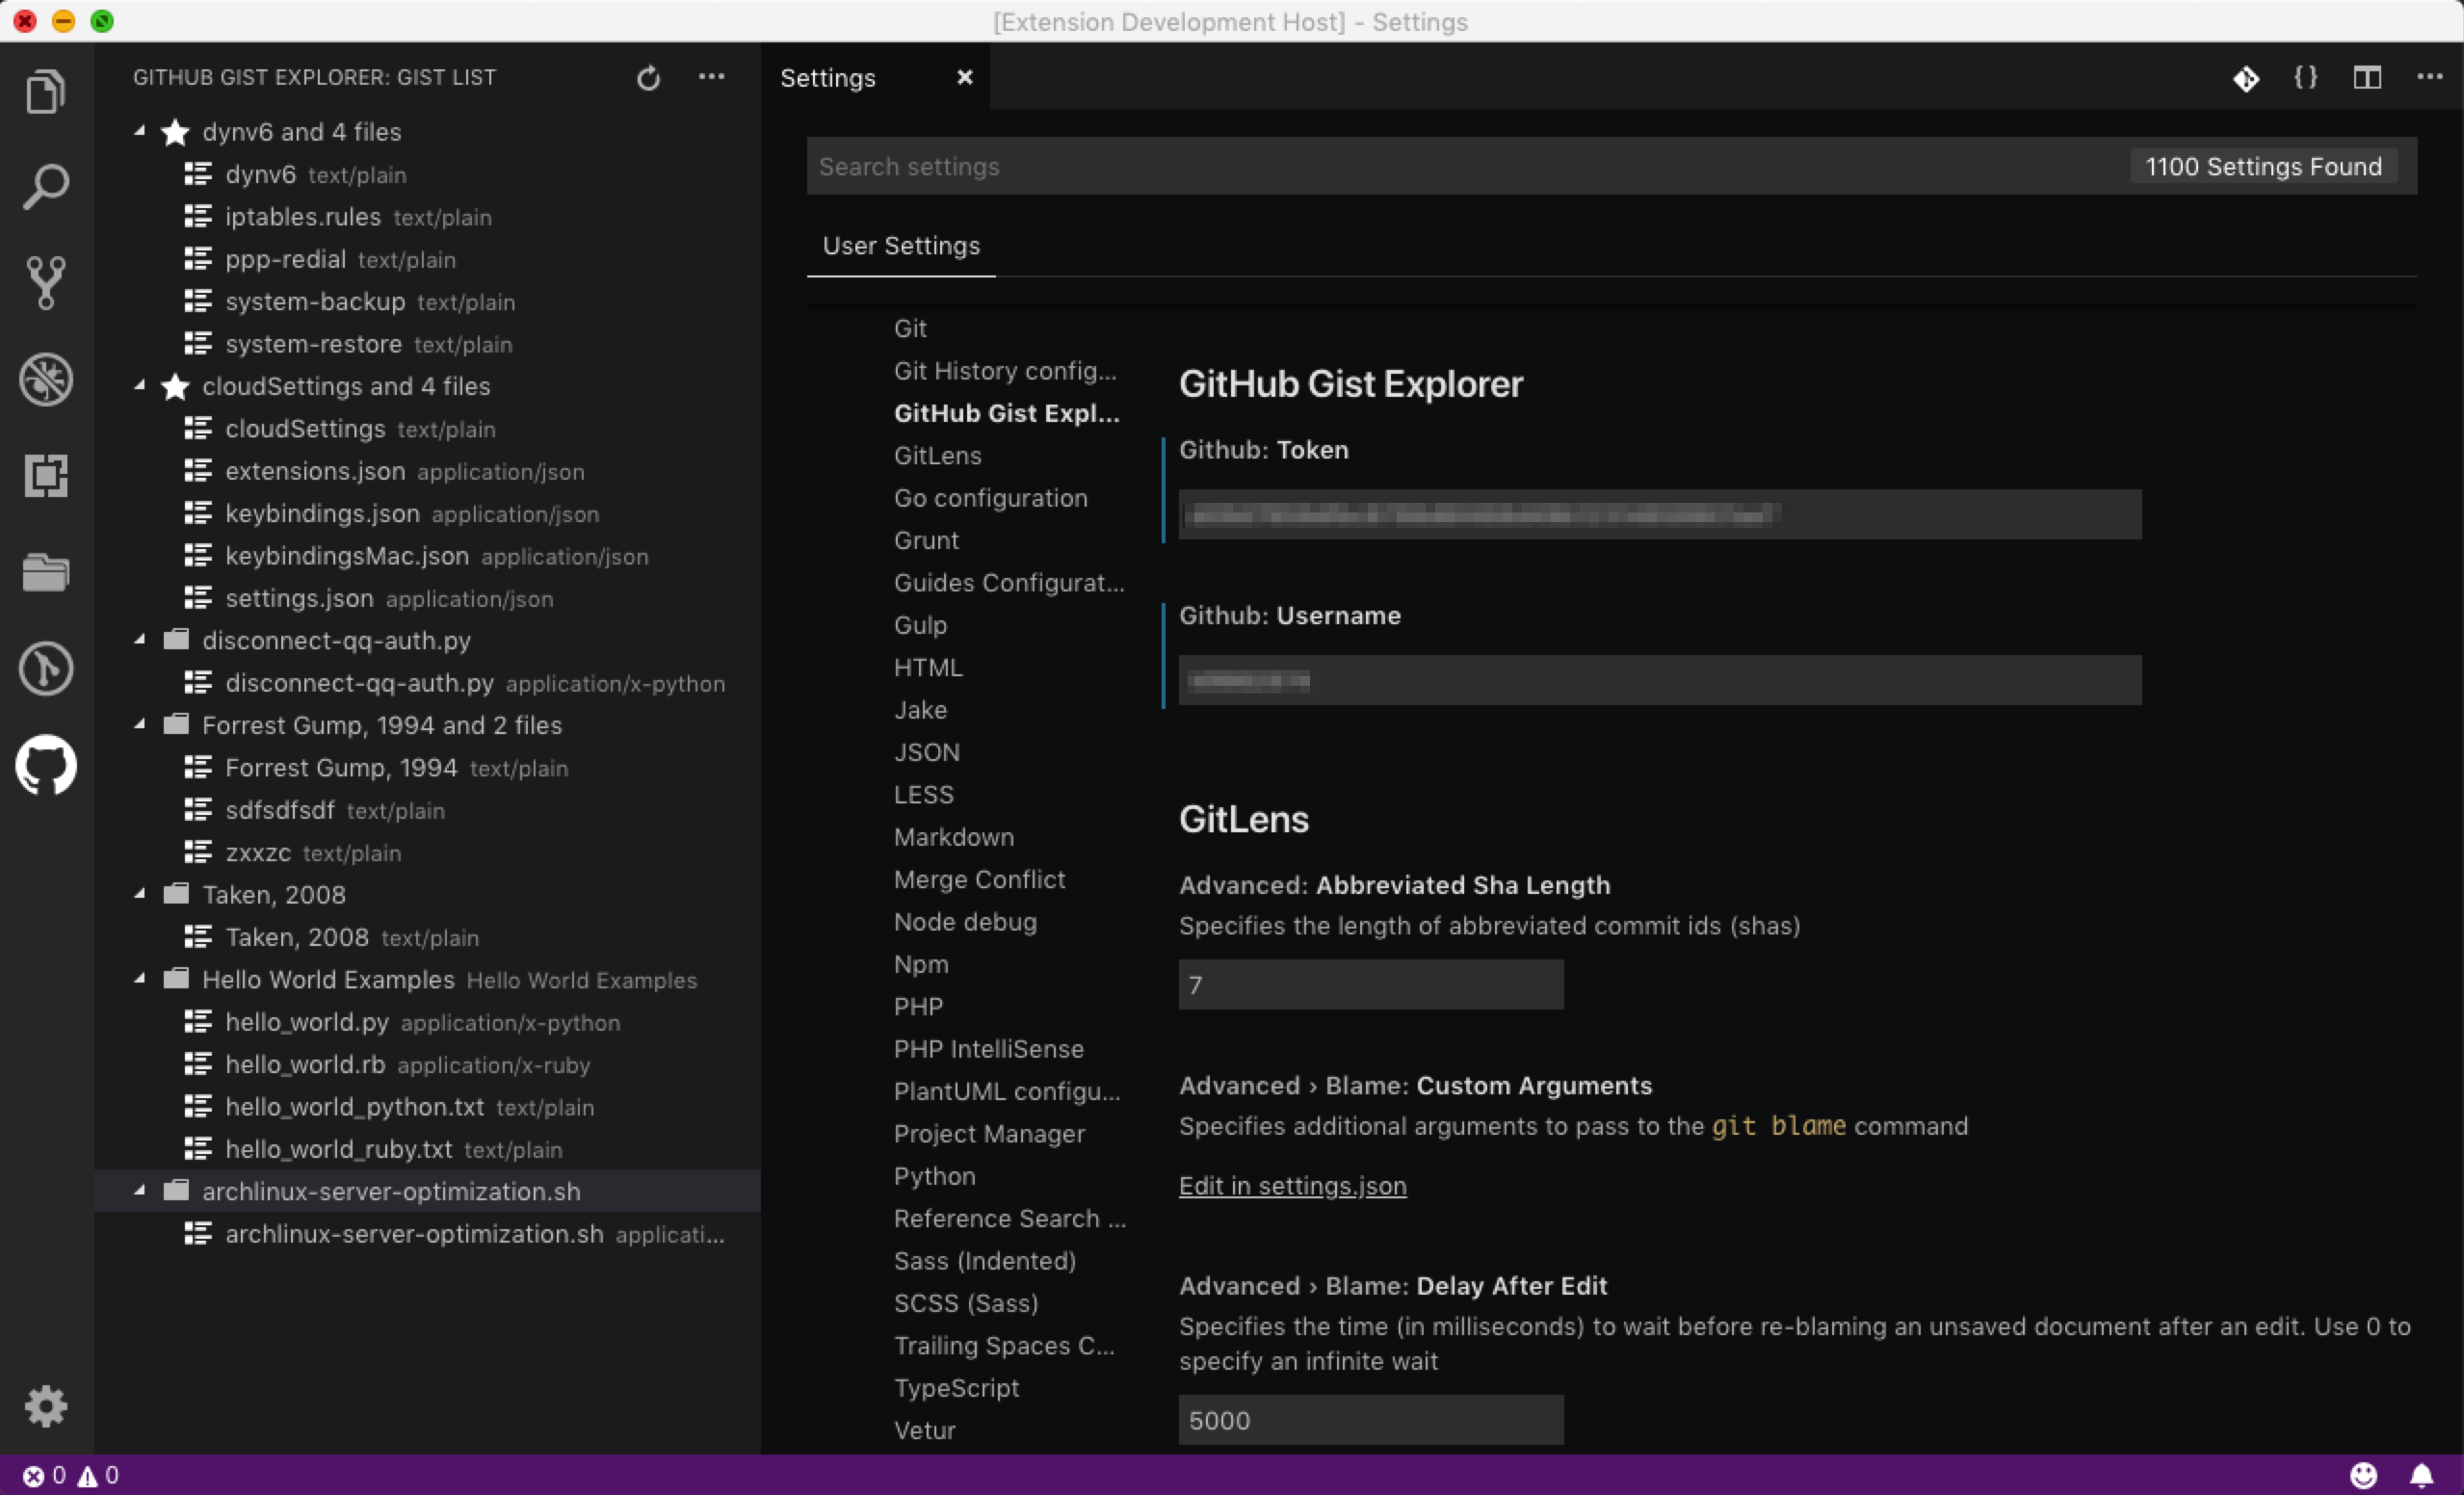 [Extension Development Host] - Settings
GITHUB GIST EXPLORER: GIST LIST
dynv6 and 4 files
dynv6 text/plain
iptables.rules text/plain
ppp-redial text/plain
system-backup text/plain
system-restore text/plain
cloudSettings and 4 files
cloudSettings text/plain
extensions.json application/json
keybindings.json application/json
keybindingsMac.json application/json
settings.json application/json
disconnect-qq-auth.py
disconnect-qq-auth.py application/x-python
Forrest Gump, 1994 and 2 files
Forrest Gump, 1994 text/plain
sdfsdfsdf text/plain
zxxzc text/plain
Taken, 2008
Taken, 2008 text/plain
Hello World Examples Hello World Examples
hello_world.py application/x-python
hello_world.rb application/x-ruby
hello_world_python.txt text/plain
hello_world_ruby.txt text/plain
archlinux-server-optimization.sh
archlinux-server-optimization.sh applicati...
Settings
Search settings
1100 Settings Found
User Settings
Git
Git History config...
GitHub Gist Expl...
GitLens
Go configuration
Grunt
Guides Configurat...
Gulp
HTML
Jake
JSON
LESS
Markdown
Merge Conflict
Node debug
Npm
PHP
PHP IntelliSense
PlantUML configu...
Project Manager
Python
Reference Search ...
Sass (Indented)
SCSS (Sass)
Trailing Spaces C...
TypeScript
Vetur
GitHub Gist Explorer
Github: Token
Github: Username
GitLens
Advanced: Abbreviated Sha Length
Specifies the length of abbreviated commit ids (shas)
7
Advanced › Blame: Custom Arguments
Specifies additional arguments to pass to the git blame command
Edit in settings.json
Advanced › Blame: Delay After Edit
Specifies the time (in milliseconds) to wait before re-blaming an unsaved document after an edit. Use 0 to
specify an infinite wait
5000
0 0